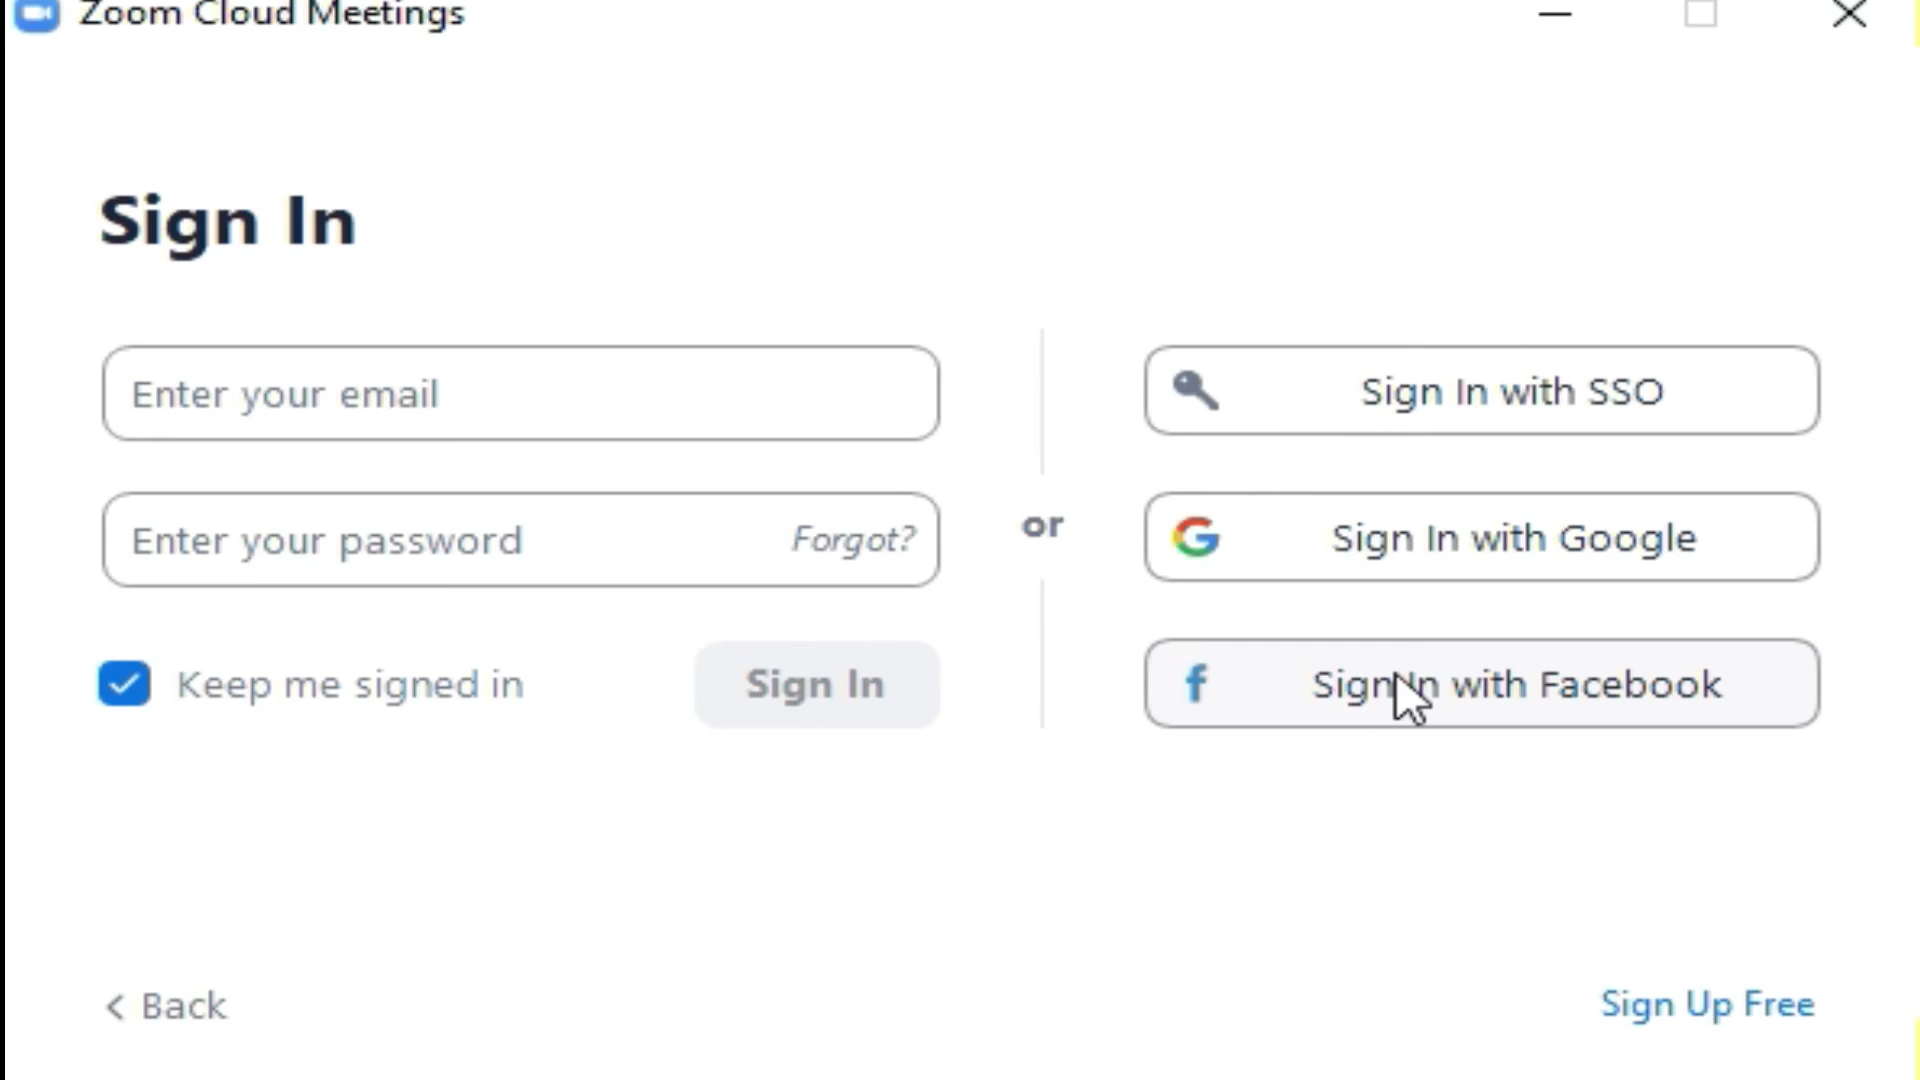 Zoom Cloud Meetings
Sign In
Enter your email
Enter your password Forgot?
Keep me signed in
Sign In
or
Sign In with SSO
Sign In with Google
Sign In with Facebook
< Back
Sign Up Free